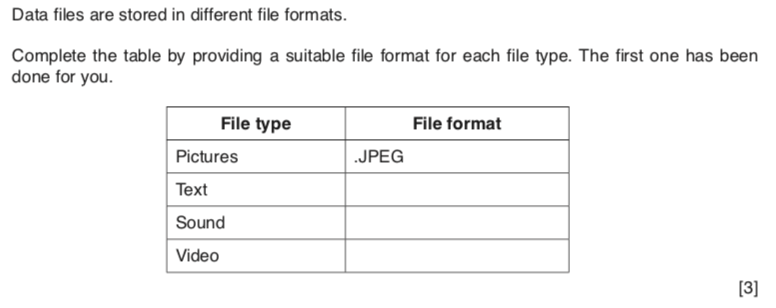 Data files are stored in different file formats.
Complete the table by providing a suitable file format for each file type. The first one has been
done for you.
File type File format
Pictures .JPEG
Text
Sound
Video
[3]